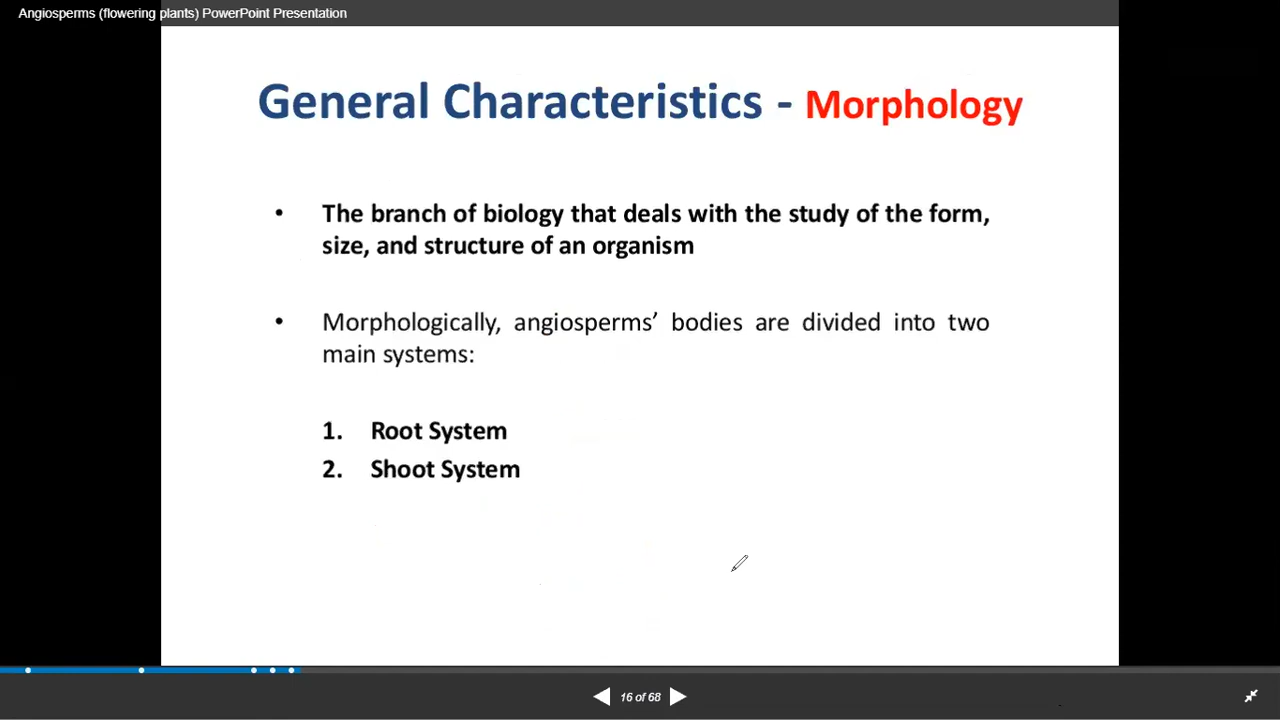 Angiosperms (flowering plants) PowerPoint Presentation
General Characteristics - Morphology
• The branch of biology that deals with the study of the form,
size, and structure of an organism
• Morphologically, angiosperms’ bodies are divided into two
main systems:
1. Root System
2. Shoot System
16 of 68